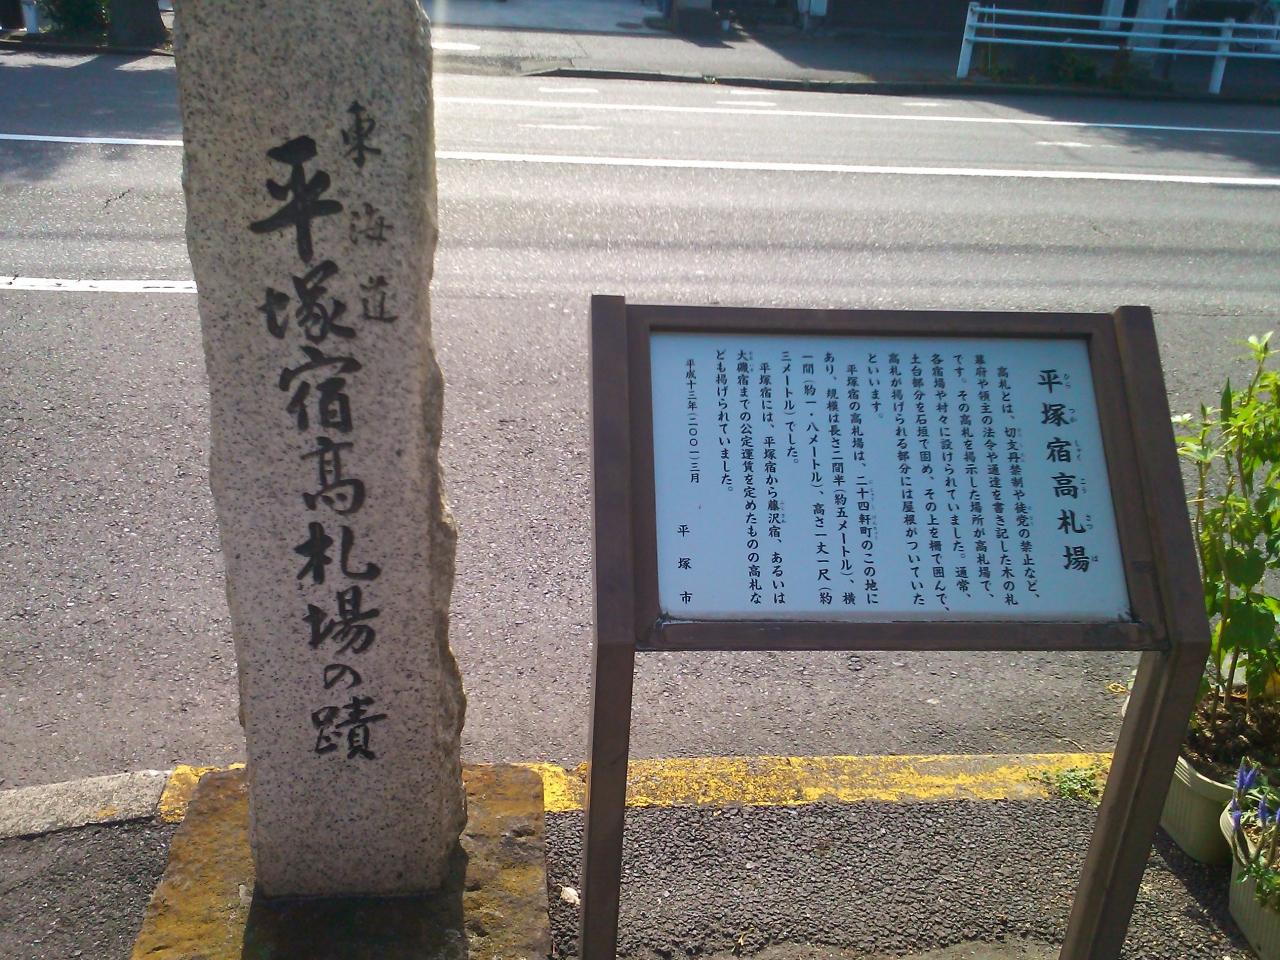 東海道
平塚宿高札場の蹟
平塚宿高札場
高札とは、切支丹禁制や徒党の禁止など、
幕府や領主の法令や通達を書き記した木の札
です。その高札を掲示した場所が高札場で、
各宿場や村々に設けられていました。通常、
土台部分を石垣で固め、その上を柵で囲んで、
高札が掲げられる部分には屋根がついていた
といいます。
平塚宿の高札場は、二十四軒町のこの地に
あり、規模は長さ二間半(約五メートル)、横
一間(約一・八メートル)、高さ一丈一尺(約
三メートル)でした。
平塚宿には、平塚宿から藤沢宿、あるいは
大磯宿までの公定運賃を定めたものの高札な
ども掲げられていました。
平成十三年(二〇〇一)三月
平塚市